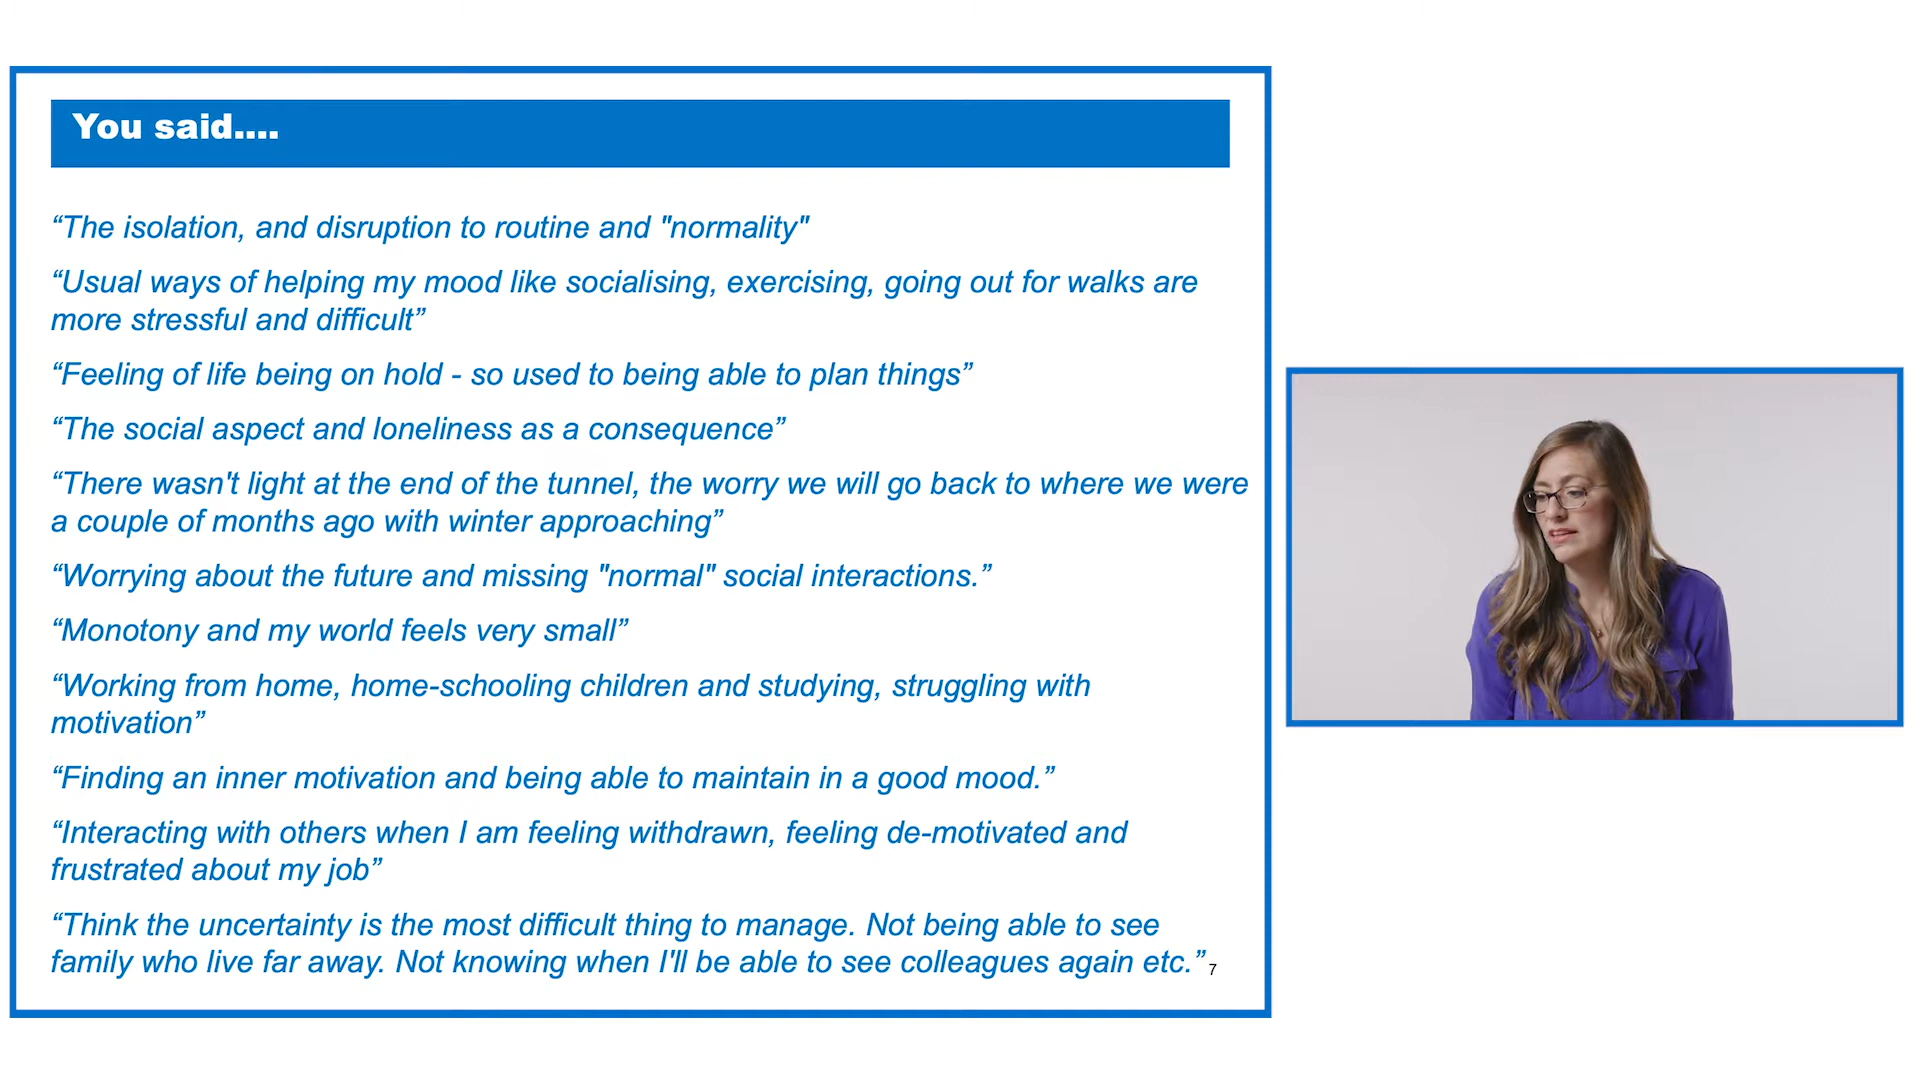 You said....
“The isolation, and disruption to routine and "normality"
“Usual ways of helping my mood like socialising, exercising, going out for walks are
more stressful and difficult”
“Feeling of life being on hold - so used to being able to plan things”
“The social aspect and loneliness as a consequence”
“There wasn't light at the end of the tunnel, the worry we will go back to where we were
a couple of months ago with winter approaching”
“Worrying about the future and missing "normal" social interactions.”
“Monotony and my world feels very small”
“Working from home, home-schooling children and studying, struggling with
motivation”
“Finding an inner motivation and being able to maintain in a good mood.”
“Interacting with others when I am feeling withdrawn, feeling de-motivated and
frustrated about my job”
“Think the uncertainty is the most difficult thing to manage. Not being able to see
family who live far away. Not knowing when I'll be able to see colleagues again etc.” 7